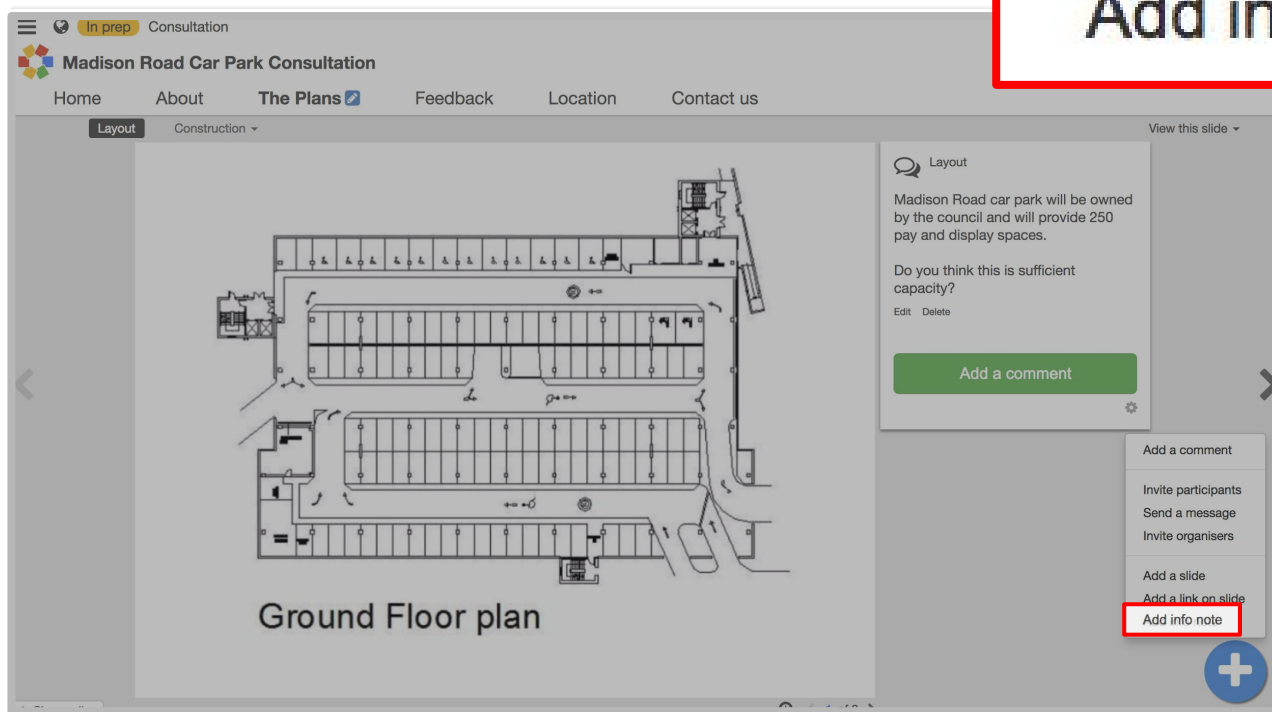 Add in
In prep Consultation
Madison Road Car Park Consultation
Home About The Plans Feedback Location Contact us
Layout Construction View this slide
Layout
Madison Road car park will be owned
by the council and will provide 250
pay and display spaces.
Do you think this is sufficient
capacity?
Edit Delete
Add a comment
Add a comment
Invite participants
Send a message
Invite organisers
Add a slide
Add a link on slide
Add info note
Ground Floor plan